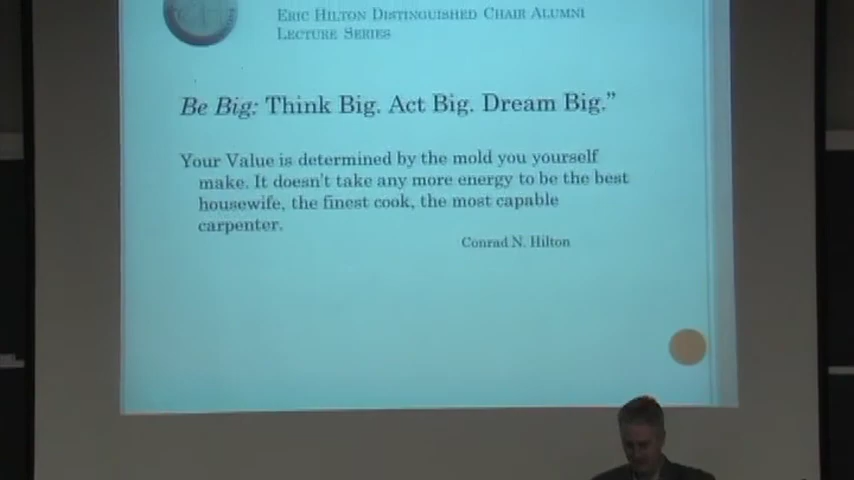 Eric Hilton Distinguished Chair Alumni
Lecture Series
Be Big: Think Big. Act Big. Dream Big."
Your Value is determined by the mold you yourself
make. It doesn't take any more energy to be the best
housewife, the finest cook, the most capable
carpenter.
Conrad N. Hilton